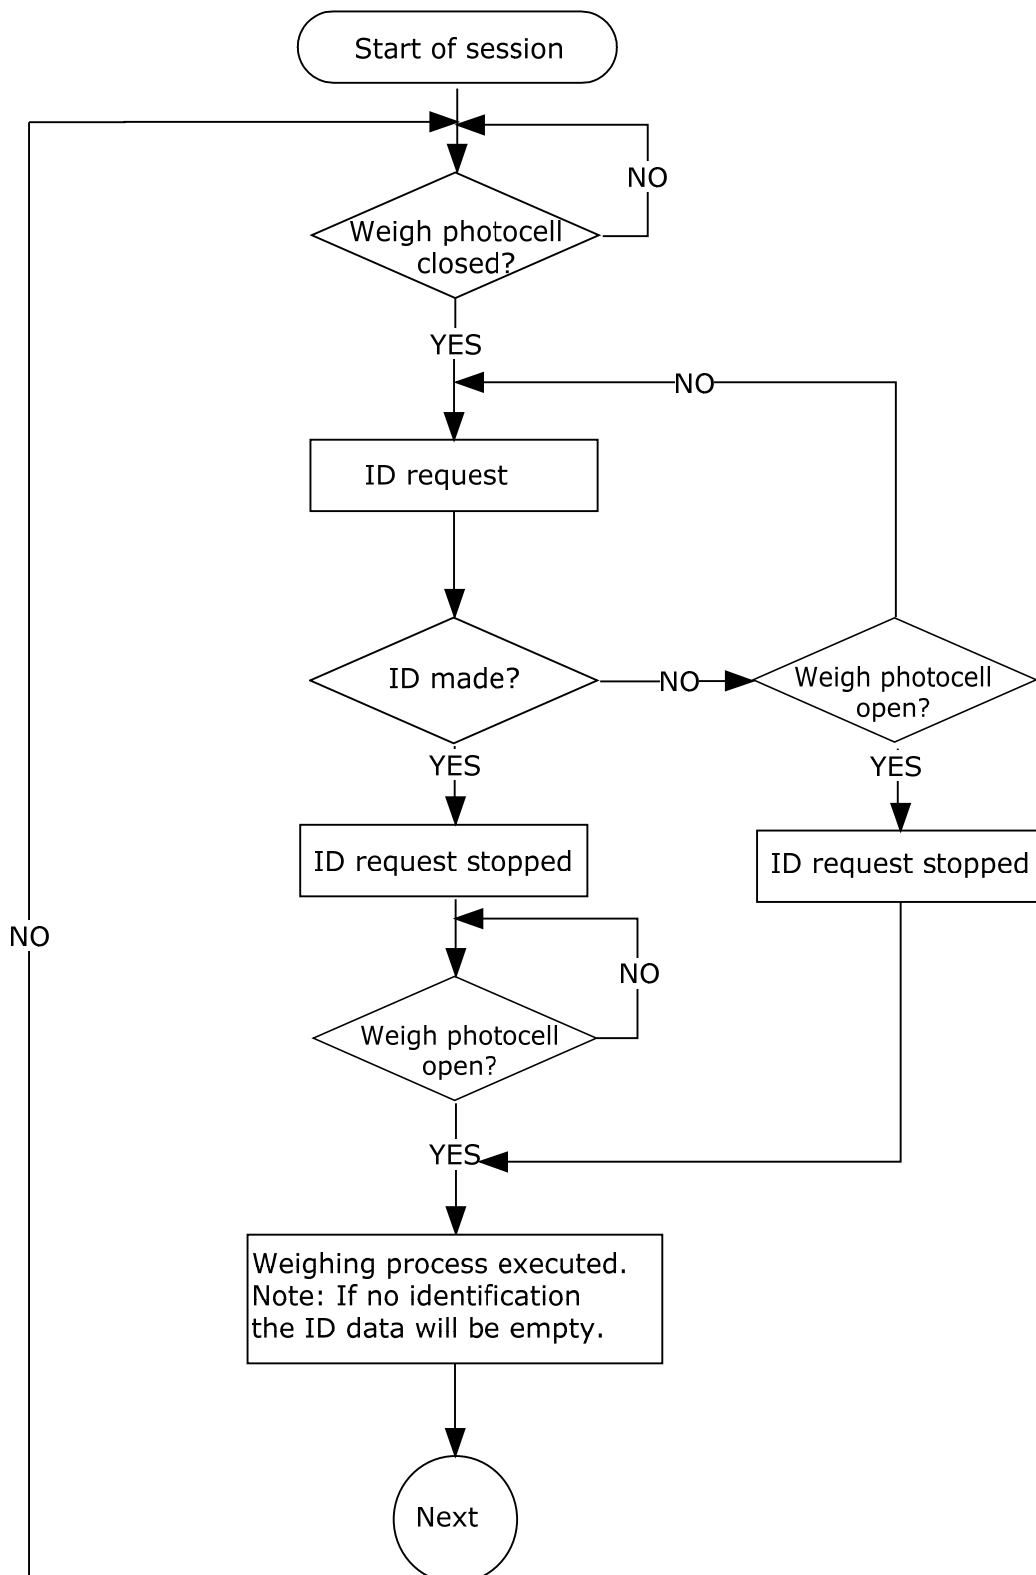 Start of session
NO
Weigh photocell
closed?
YES
NO
ID request
ID made?
NO
Weigh photocell
open?
YES
YES
ID request stopped
ID request stopped
NO
NO
Weigh photocell
open?
YES
Weighing process executed.
Note: If no identification
the ID data will be empty.
Next